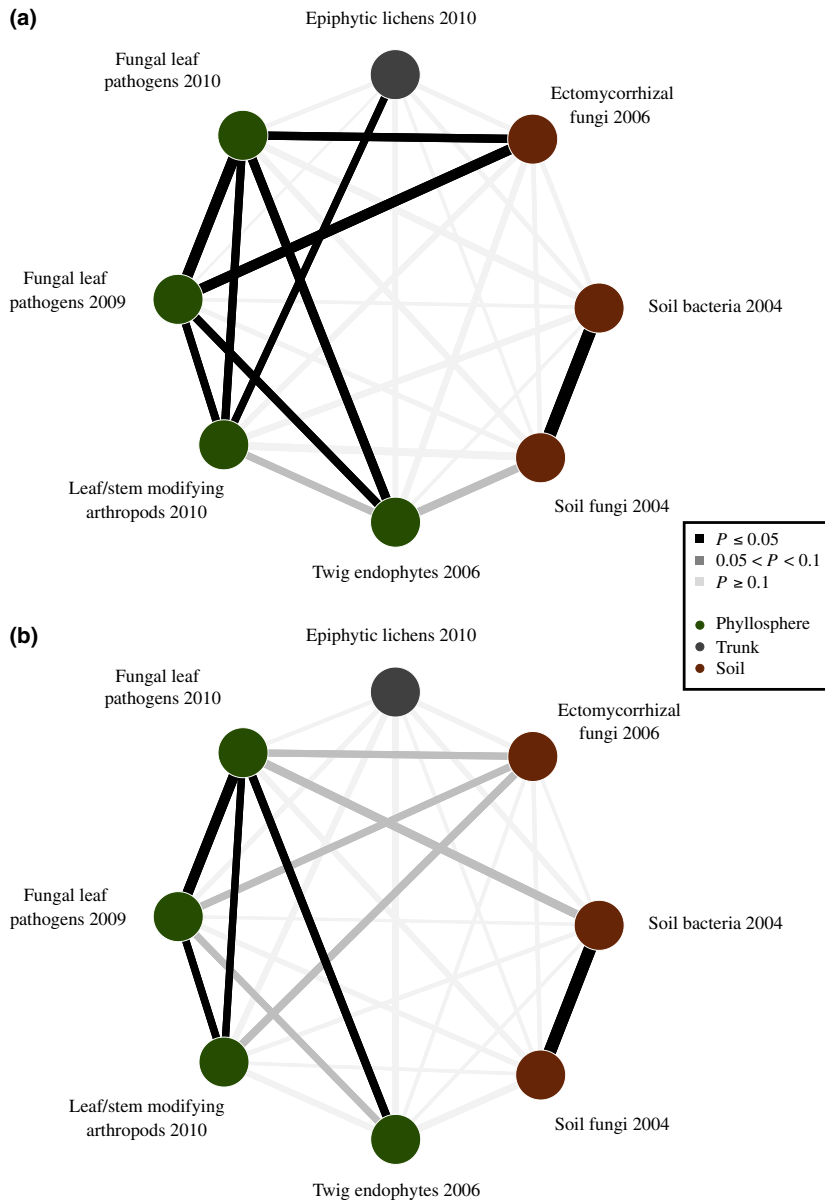 (a)
Epiphytic lichens 2010
Fungal leaf
pathogens 2010
Ectomycorrhizal
fungi 2006
Fungal leaf
pathogens 2009
Soil bacteria 2004
Leaf/stem modifying
arthropods 2010
Soil fungi 2004
Twig endophytes 2006
P ≤ 0.05
0.05 < P < 0.1
P ≥ 0.1
Phyllosphere
Trunk
Soil
(b)
Epiphytic lichens 2010
Fungal leaf
pathogens 2010
Ectomycorrhizal
fungi 2006
Fungal leaf
pathogens 2009
Soil bacteria 2004
Leaf/stem modifying
arthropods 2010
Soil fungi 2004
Twig endophytes 2006